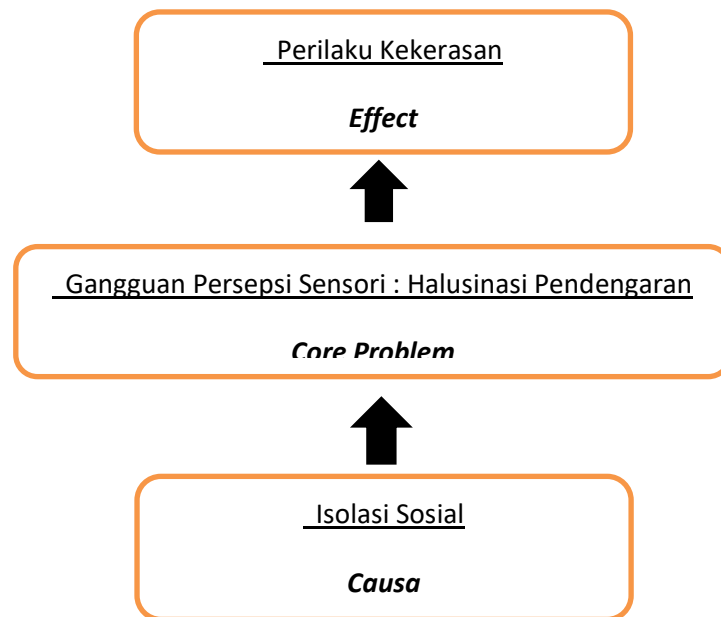 Perilaku Kekerasan
Effect
Gangguan Persepsi Sensori : Halusinasi Pendengaran
Core Problem
Isolasi Sosial
Causa